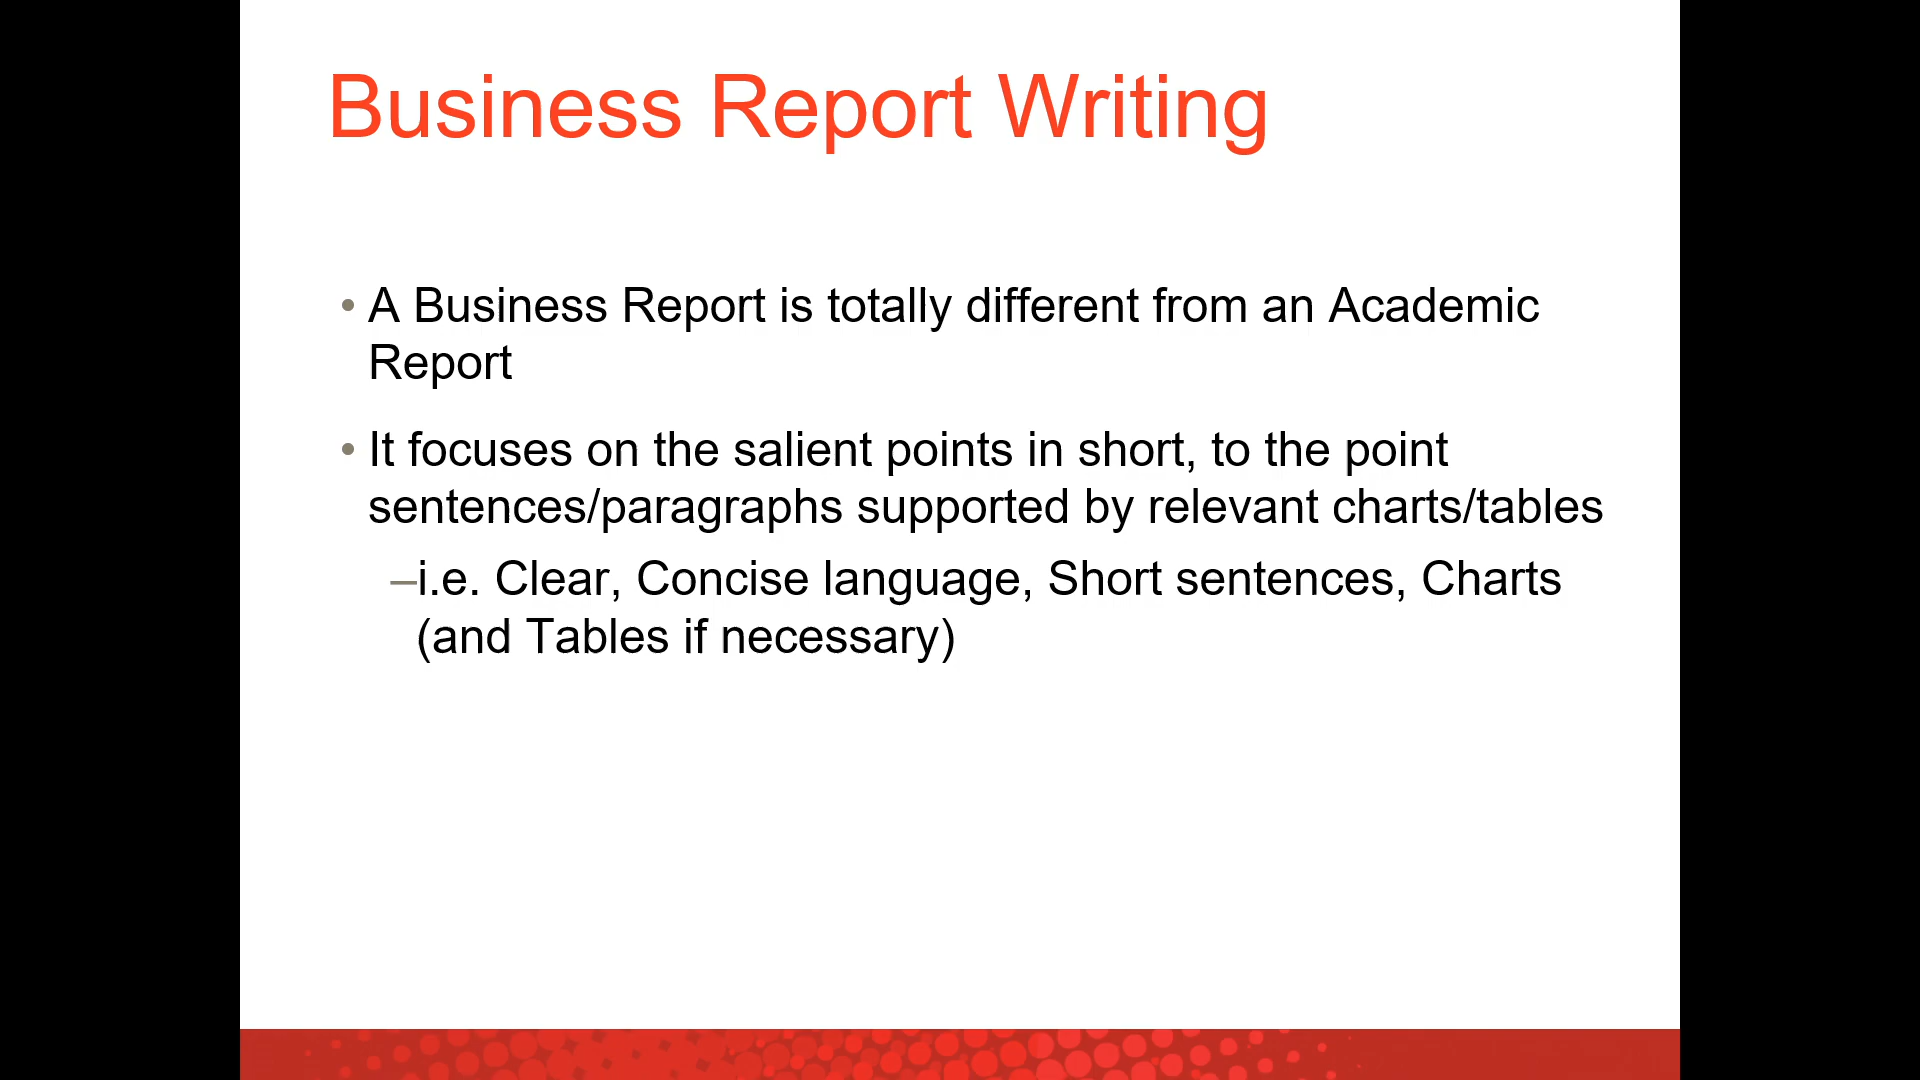 Business Report Writing
• A Business Report is totally different from an Academic
Report
• It focuses on the salient points in short, to the point
sentences/paragraphs supported by relevant charts/tables
–i.e. Clear, Concise language, Short sentences, Charts
(and Tables if necessary)